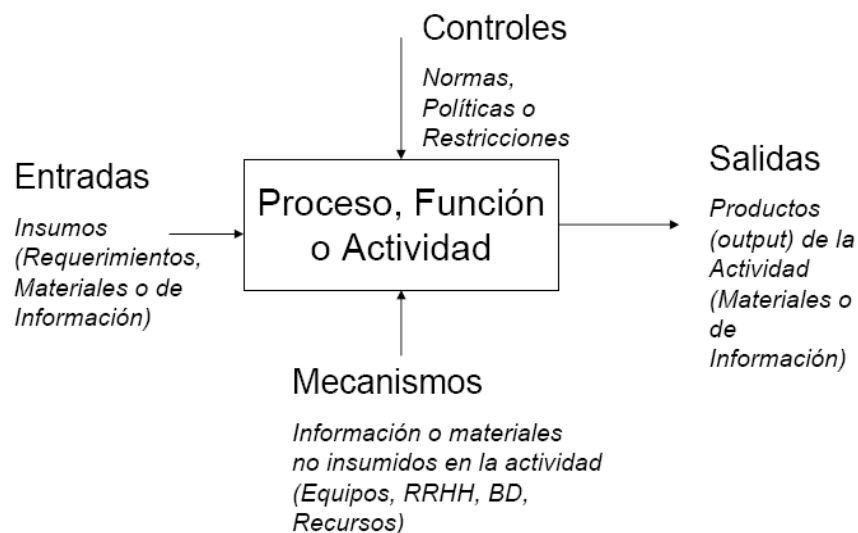 Controles
Normas,
Políticas o
Restricciones
Entradas
Insumos
(Requerimientos,
Materiales o de
Información)
Proceso, Función
o Actividad
Salidas
Productos
(output) de la
Actividad
(Materiales o
de
Información)
Mecanismos
Información o materiales
no insumidos en la actividad
(Equipos, RRHH, BD,
Recursos)